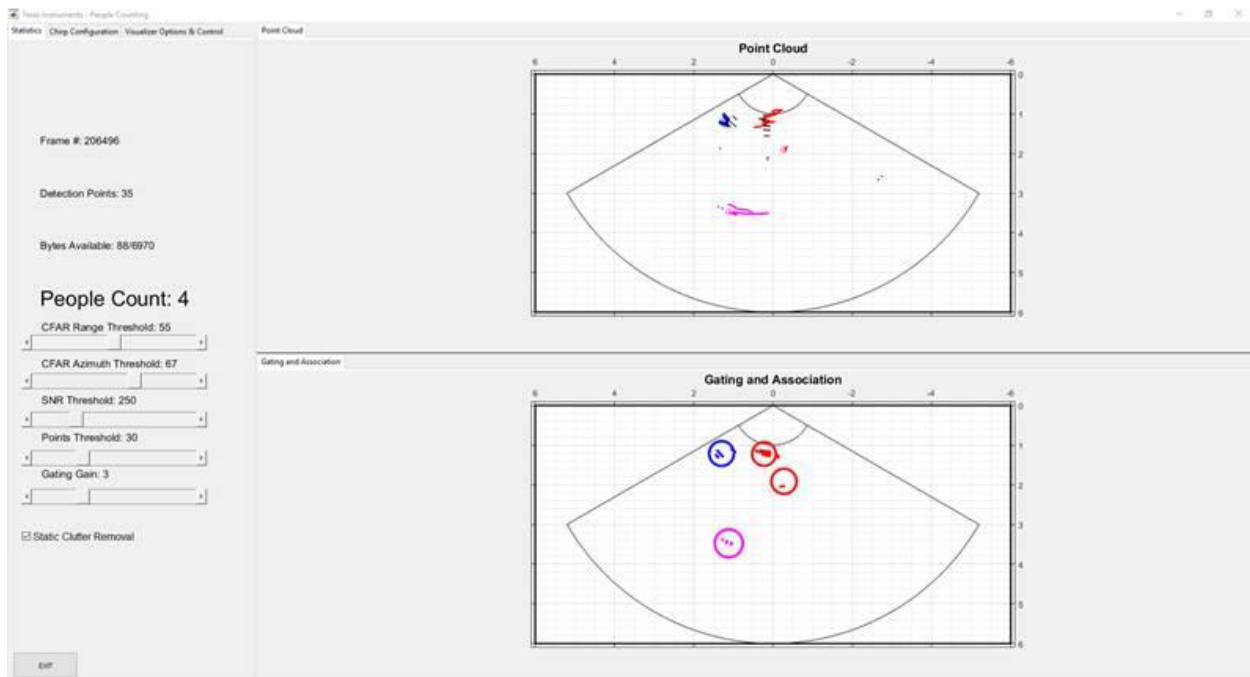 Texas Instruments - People Counting
Statistics Chirp Configuration Visualizer Options & Control
Point Cloud
Point Cloud
6 4 2 0 -2 -4 -6
0
1
2
3
4
5
6
Frame #: 206496
Detection Points: 35
Bytes Available: 88/6970
People Count: 4
CFAR Range Threshold: 55
CFAR Azimuth Threshold: 67
SNR Threshold: 250
Points Threshold: 30
Gating Gain: 3
Static Clutter Removal
EXIT
Gating and Association
Gating and Association
6 4 2 0 -2 -4 -6
0
1
2
3
4
5
6